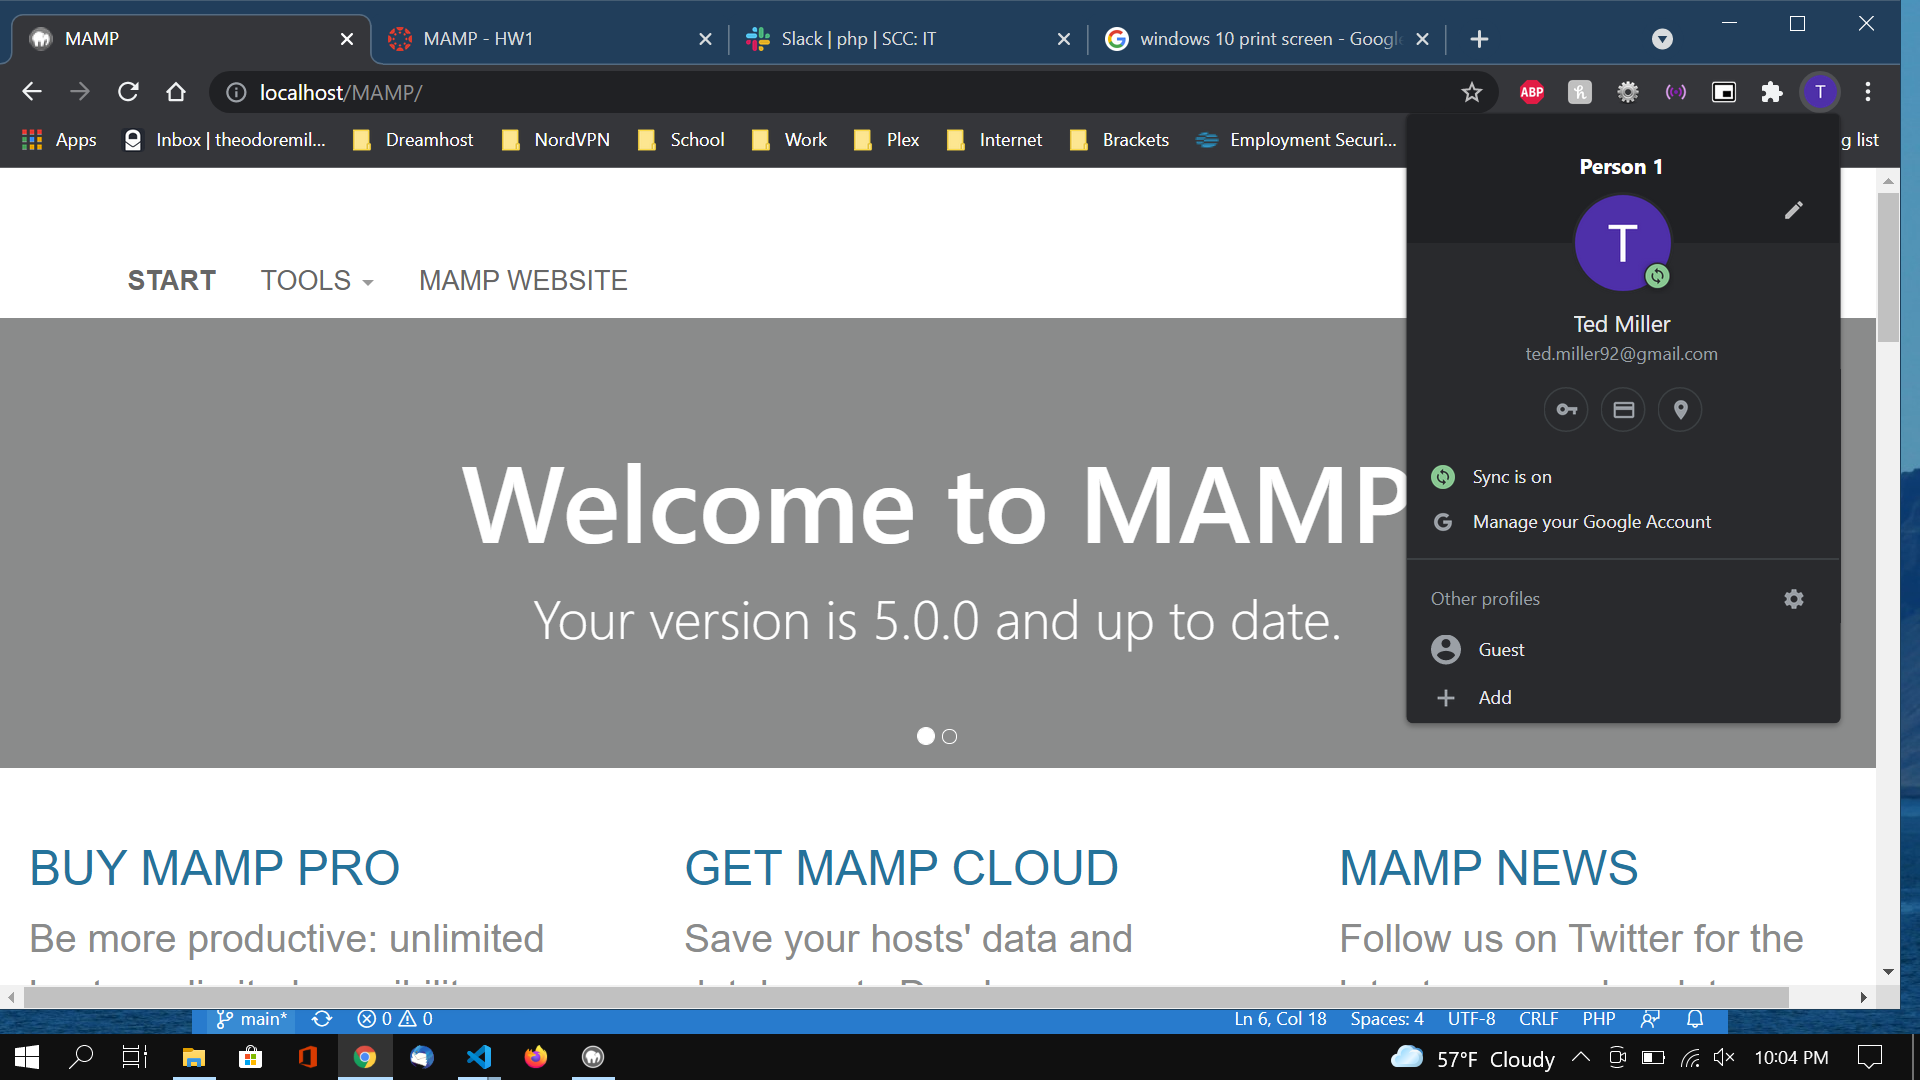 MAMP
MAMP - HW1
Slack | php | SCC: IT
windows 10 print screen - Google
localhost/MAMP/
ABP
T
Apps
Inbox | theodoremil...
Dreamhost
NordVPN
School
Work
Plex
Internet
Brackets
Employment Securi...
g list
Person 1
T
Ted Miller
ted.miller92@gmail.com
Sync is on
Manage your Google Account
Other profiles
Guest
Add
START
TOOLS
MAMP WEBSITE
Welcome to MAMP
Your version is 5.0.0 and up to date.
BUY MAMP PRO
Be more productive: unlimited
GET MAMP CLOUD
Save your hosts' data and
MAMP NEWS
Follow us on Twitter for the
main*
0
0
Ln 6, Col 18
Spaces: 4
UTF-8
CRLF
PHP
57°F Cloudy
10:04 PM